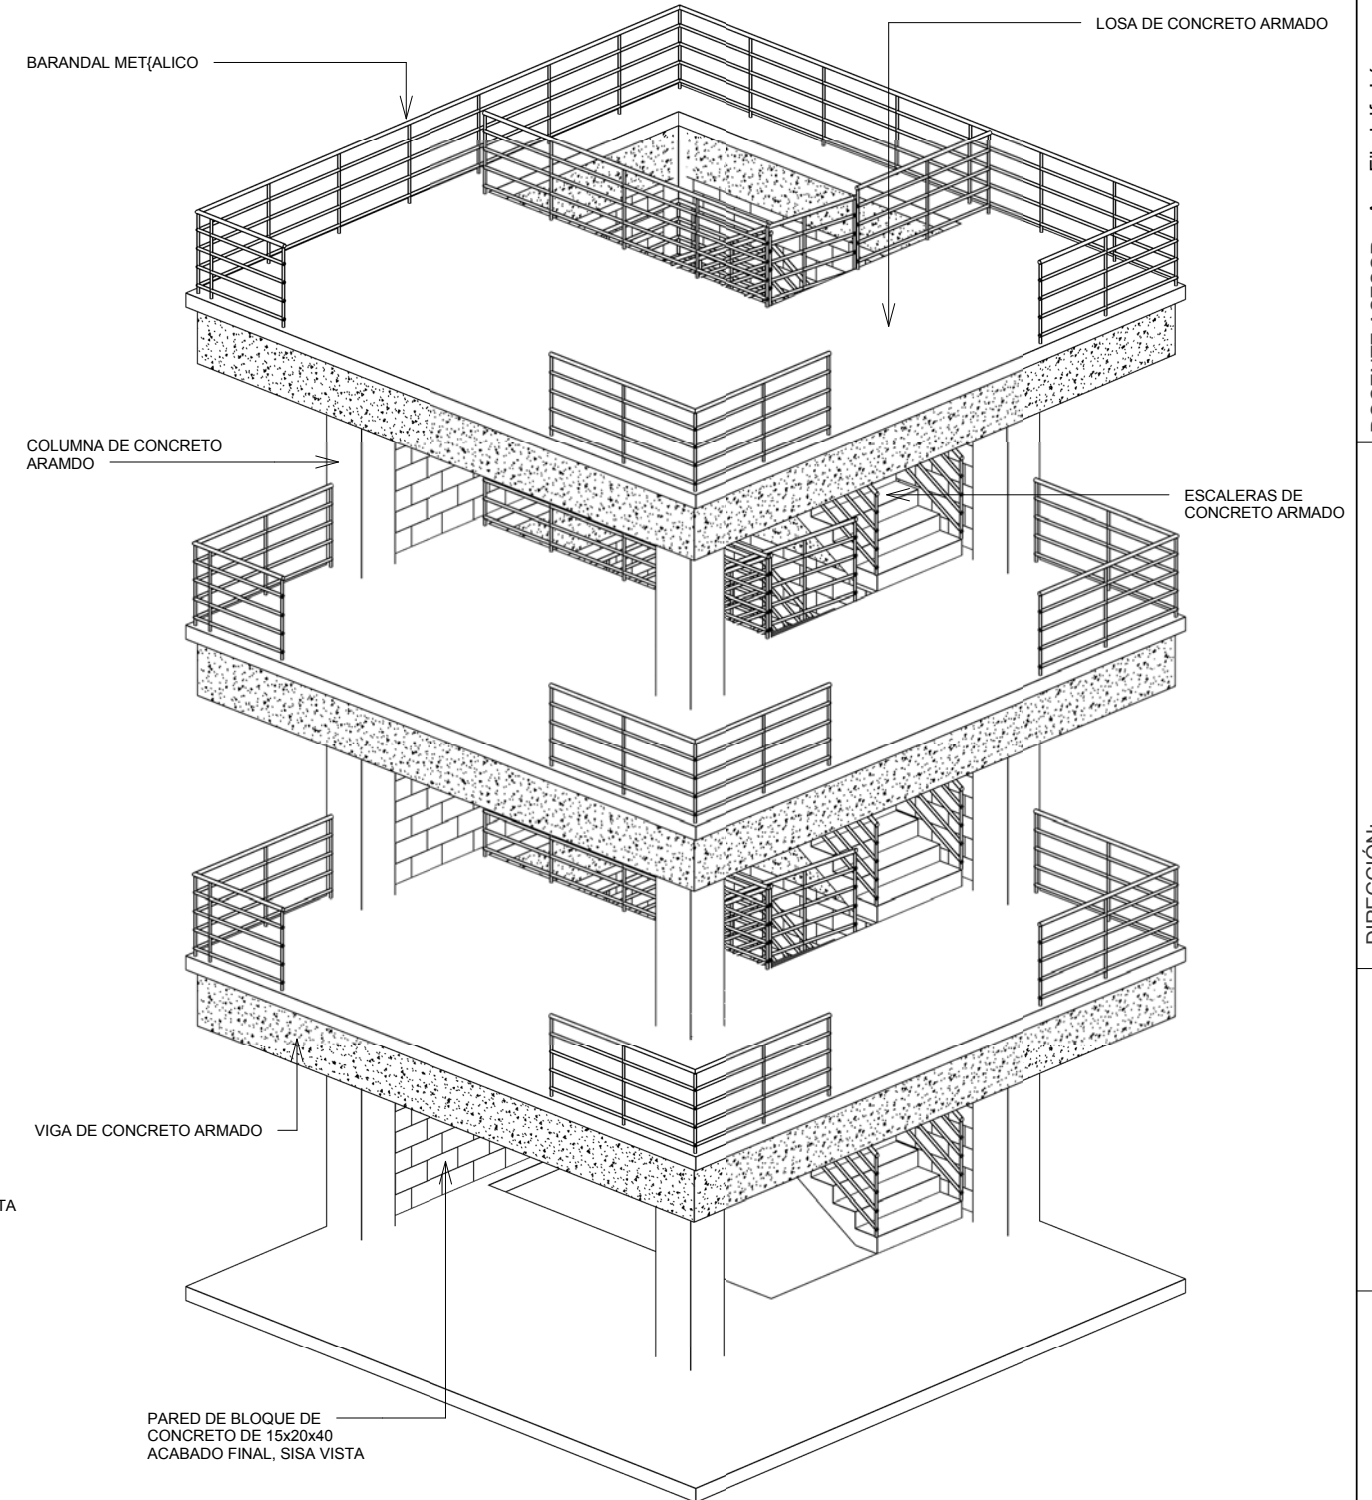 LOSA DE CONCRETO ARMADO
BARANDAL MET{ALICO
COLUMNA DE CONCRETO
ARAMDO
ESCALERAS DE
CONCRETO ARMADO
DIRECCIÓN:
VIGA DE CONCRETO ARMADO
PARED DE BLOQUE DE
CONCRETO DE 15x20x40
ACABADO FINAL, SISA VISTA